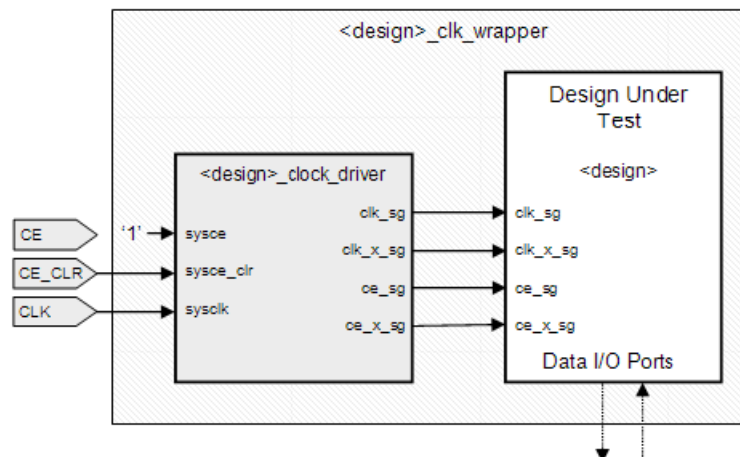 <design>_clk_wrapper
Design Under
Test
<design>
<design>_clock_driver
clk_sg
clk_x_sg
ce_sg
ce_x_sg
CE
'1'
sysce
CE_CLR
sysce_clr
CLK
sysclk
clk_sg
clk_x_sg
ce_sg
ce_x_sg
Data I/O Ports